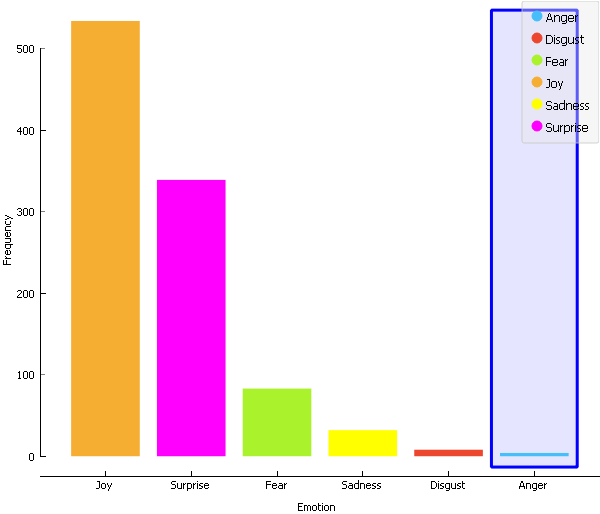 Anger
Disgust
Fear
Joy
Sadness
Surprise
500
400
300
200
100
0
Frequency
Joy Surprise Fear Sadness Disgust Anger
Emotion